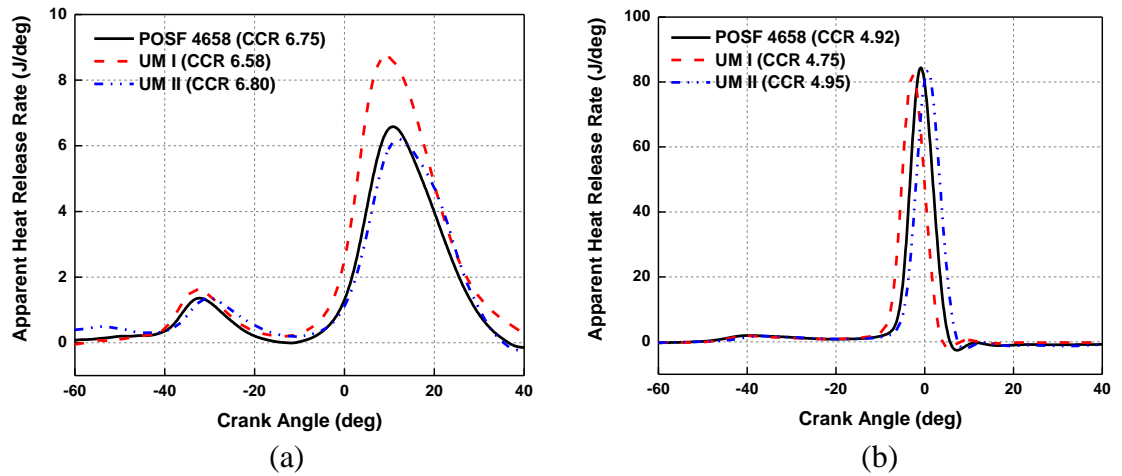 10
8
6
4
2
0
Apparent Heat Release Rate (J/deg)
POSF 4658 (CCR 6.75)
UM I (CCR 6.58)
UM II (CCR 6.80)
-60 -40 -20 0 20 40
Crank Angle (deg)
(a)
100
80
60
40
20
0
Apparent Heat Release Rate (J/deg)
POSF 4658 (CCR 4.92)
UM I (CCR 4.75)
UM II (CCR 4.95)
-60 -40 -20 0 20 40
Crank Angle (deg)
(b)